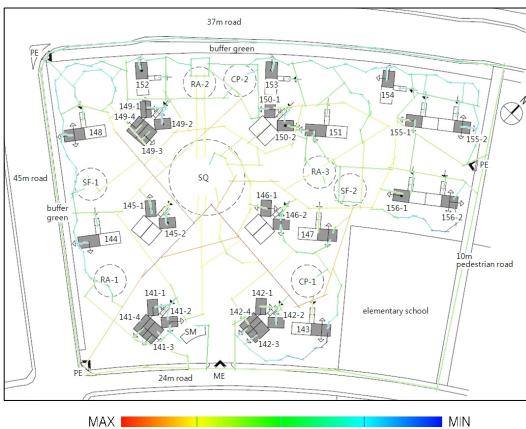 37m road
buffer green
PE
152
RA-2
CP-2
153
154
N
149-1
149-4
149-2
149-3
148
150-1
150-2
151
155-1
155-2
PE
45m road
buffer
green
SF-1
SQ
RA-3
SF-2
145-1
145-2
146-1
146-2
147
156-1
156-2
144
10m
pedestrian road
RA-1
CP-1
elementary school
141-1
141-2
141-4
141-3
SM
142-1
142-4
142-2
142-3
143
PE
24m road
ME
MAX
MIN